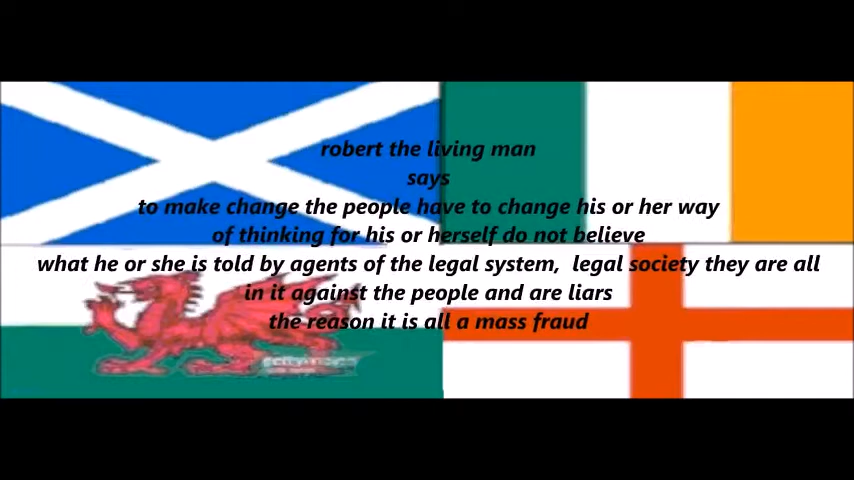 robert the living man
says
to make change the people have to change his or her way
of thinking for his or herself do not believe
what he or she is told by agents of the legal system, legal society they are all
in it against the people and are liars
the reason it is all a mass fraud